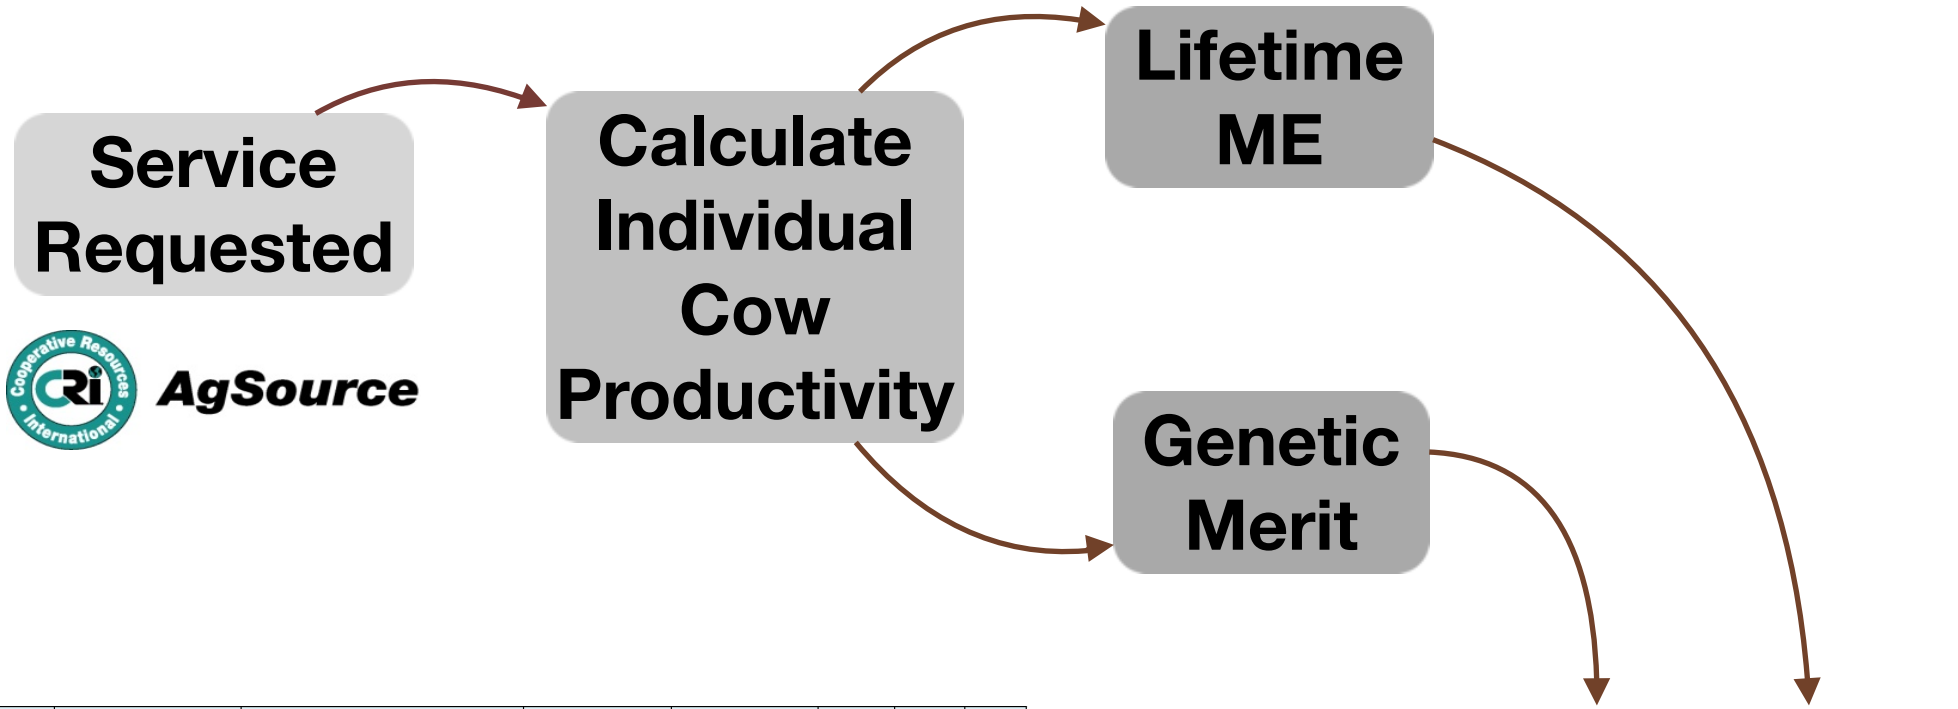 Service
Requested
Calculate
Individual
Cow
Productivity
Lifetime
ME
Genetic
Merit
Cooperative Resources
International
CRi
AgSource